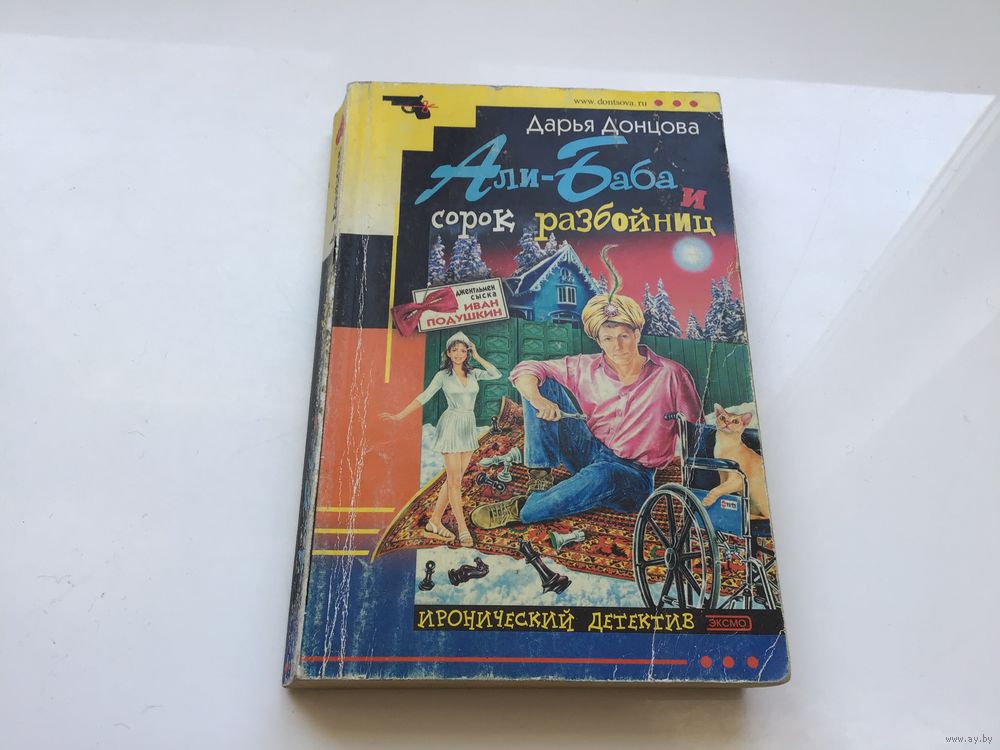 www.dontsova.ru
Дарья Донцова
Али-Баба и
сорок разбойниц
джентльмен
сыска
ИВАН
ПОДУШКИН
ИРОНИЧЕСКИЙ ДЕТЕКТИВ
ЭКСМО
www.ay.by